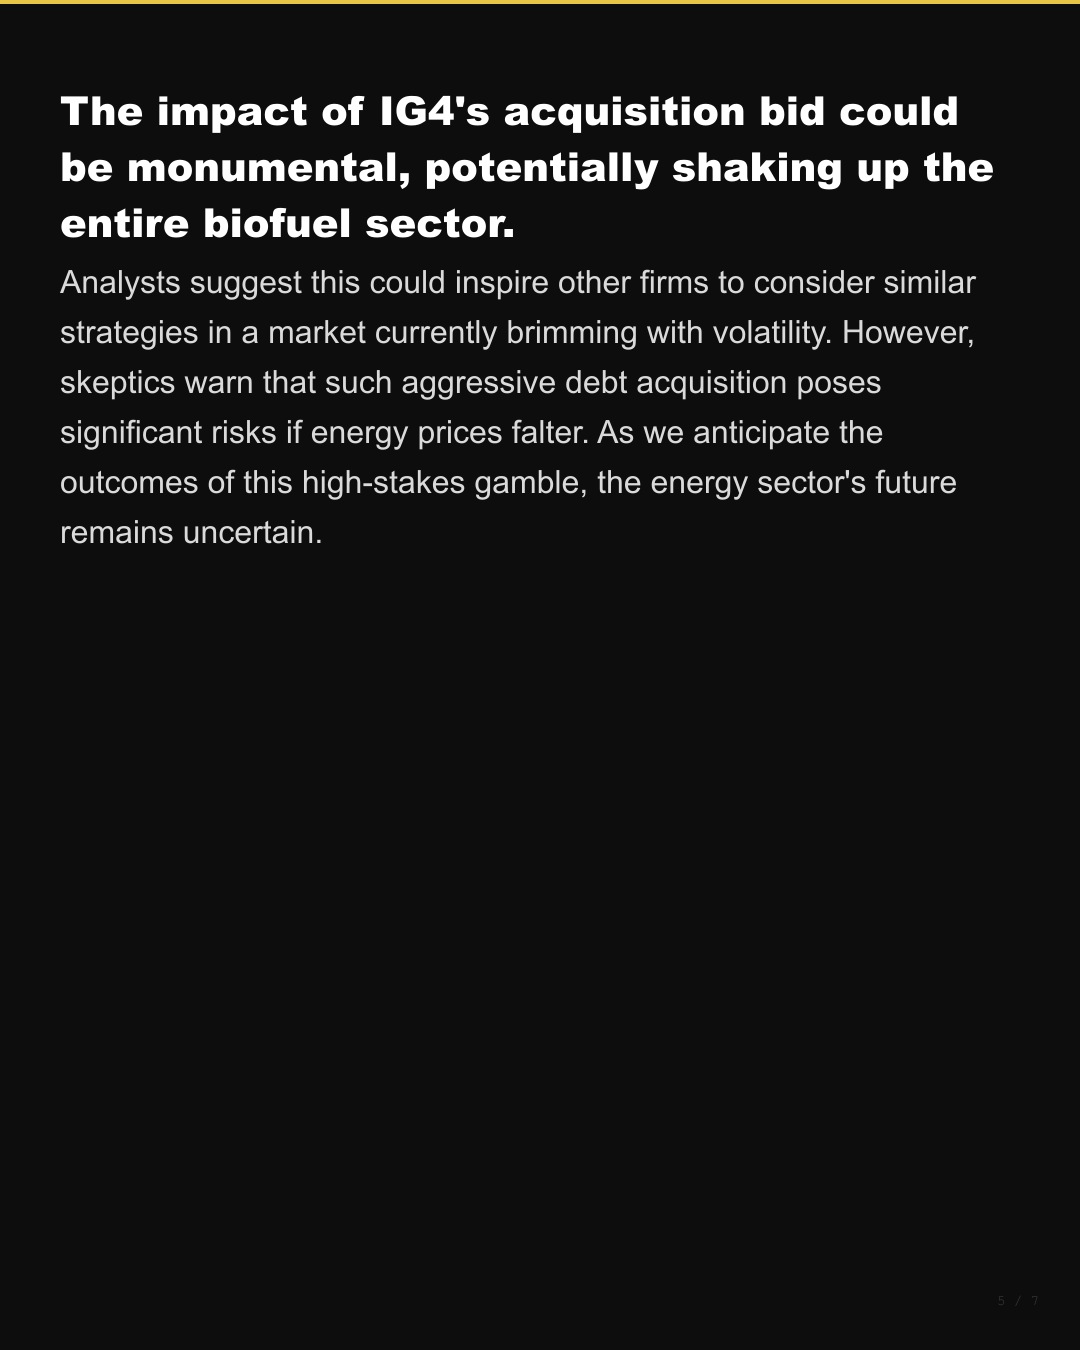 The impact of IG4's acquisition bid could
be monumental, potentially shaking up the
entire biofuel sector.
Analysts suggest this could inspire other firms to consider similar
strategies in a market currently brimming with volatility. However,
skeptics warn that such aggressive debt acquisition poses
significant risks if energy prices falter. As we anticipate the
outcomes of this high-stakes gamble, the energy sector's future
remains uncertain.
5 / 7